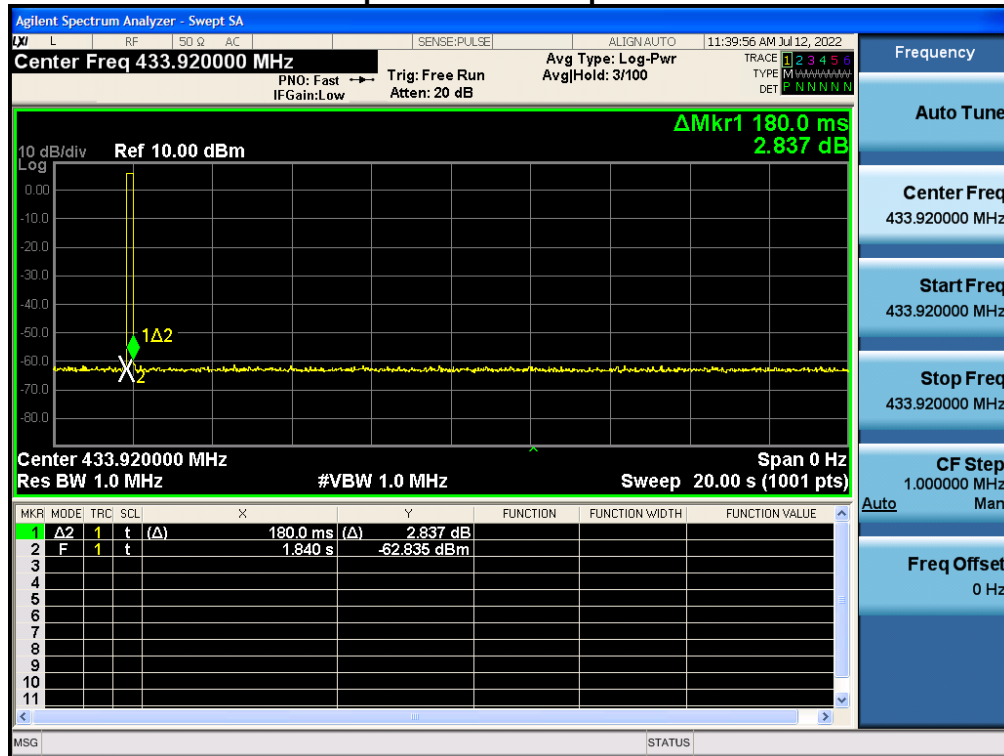 Agilent Spectrum Analyzer - Swept SA
LXI L RF 50 Ω AC SENSE:PULSE ALIGN AUTO 11:39:56 AM Jul 12, 2022
Center Freq 433.920000 MHz
PNO: Fast
IFGain:Low
Trig: Free Run
Atten: 20 dB
Avg Type: Log-Pwr
Avg|Hold: 3/100
TRACE 1 2 3 4 5 6
TYPE M
DET P N N N N N
ΔMkr1 180.0 ms
2.837 dB
10 dB/div Ref 10.00 dBm
Log
0.00
-10.0
-20.0
-30.0
-40.0
-50.0
-60.0
-70.0
-80.0
1Δ2
2
Center 433.920000 MHz Span 0 Hz
Res BW 1.0 MHz #VBW 1.0 MHz Sweep 20.00 s (1001 pts)
MKR MODE TRC SCL X Y FUNCTION FUNCTION WIDTH FUNCTION VALUE
1 Δ2 1 t (Δ) 180.0 ms (Δ) 2.837 dB
2 F 1 t 1.840 s -62.835 dBm
3
4
5
6
7
8
9
10
11
MSG STATUS
Frequency
Auto Tune
Center Freq
433.920000 MHz
Start Freq
433.920000 MHz
Stop Freq
433.920000 MHz
CF Step
1.000000 MHz
Auto Man
Freq Offset
0 Hz